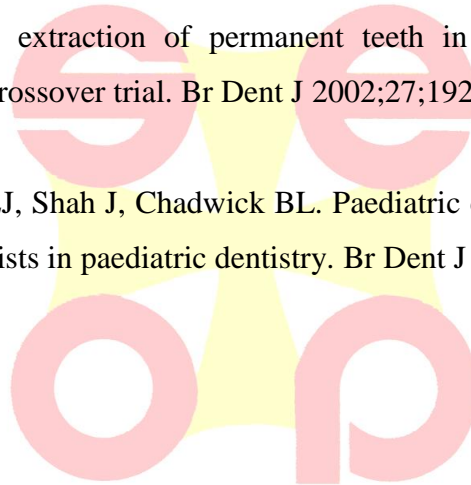 extraction of permanent teeth in
rossover trial. Br Dent J 2002;27;192
J, Shah J, Chadwick BL. Paediatric
ists in paediatric dentistry. Br Dent J
s e
o p